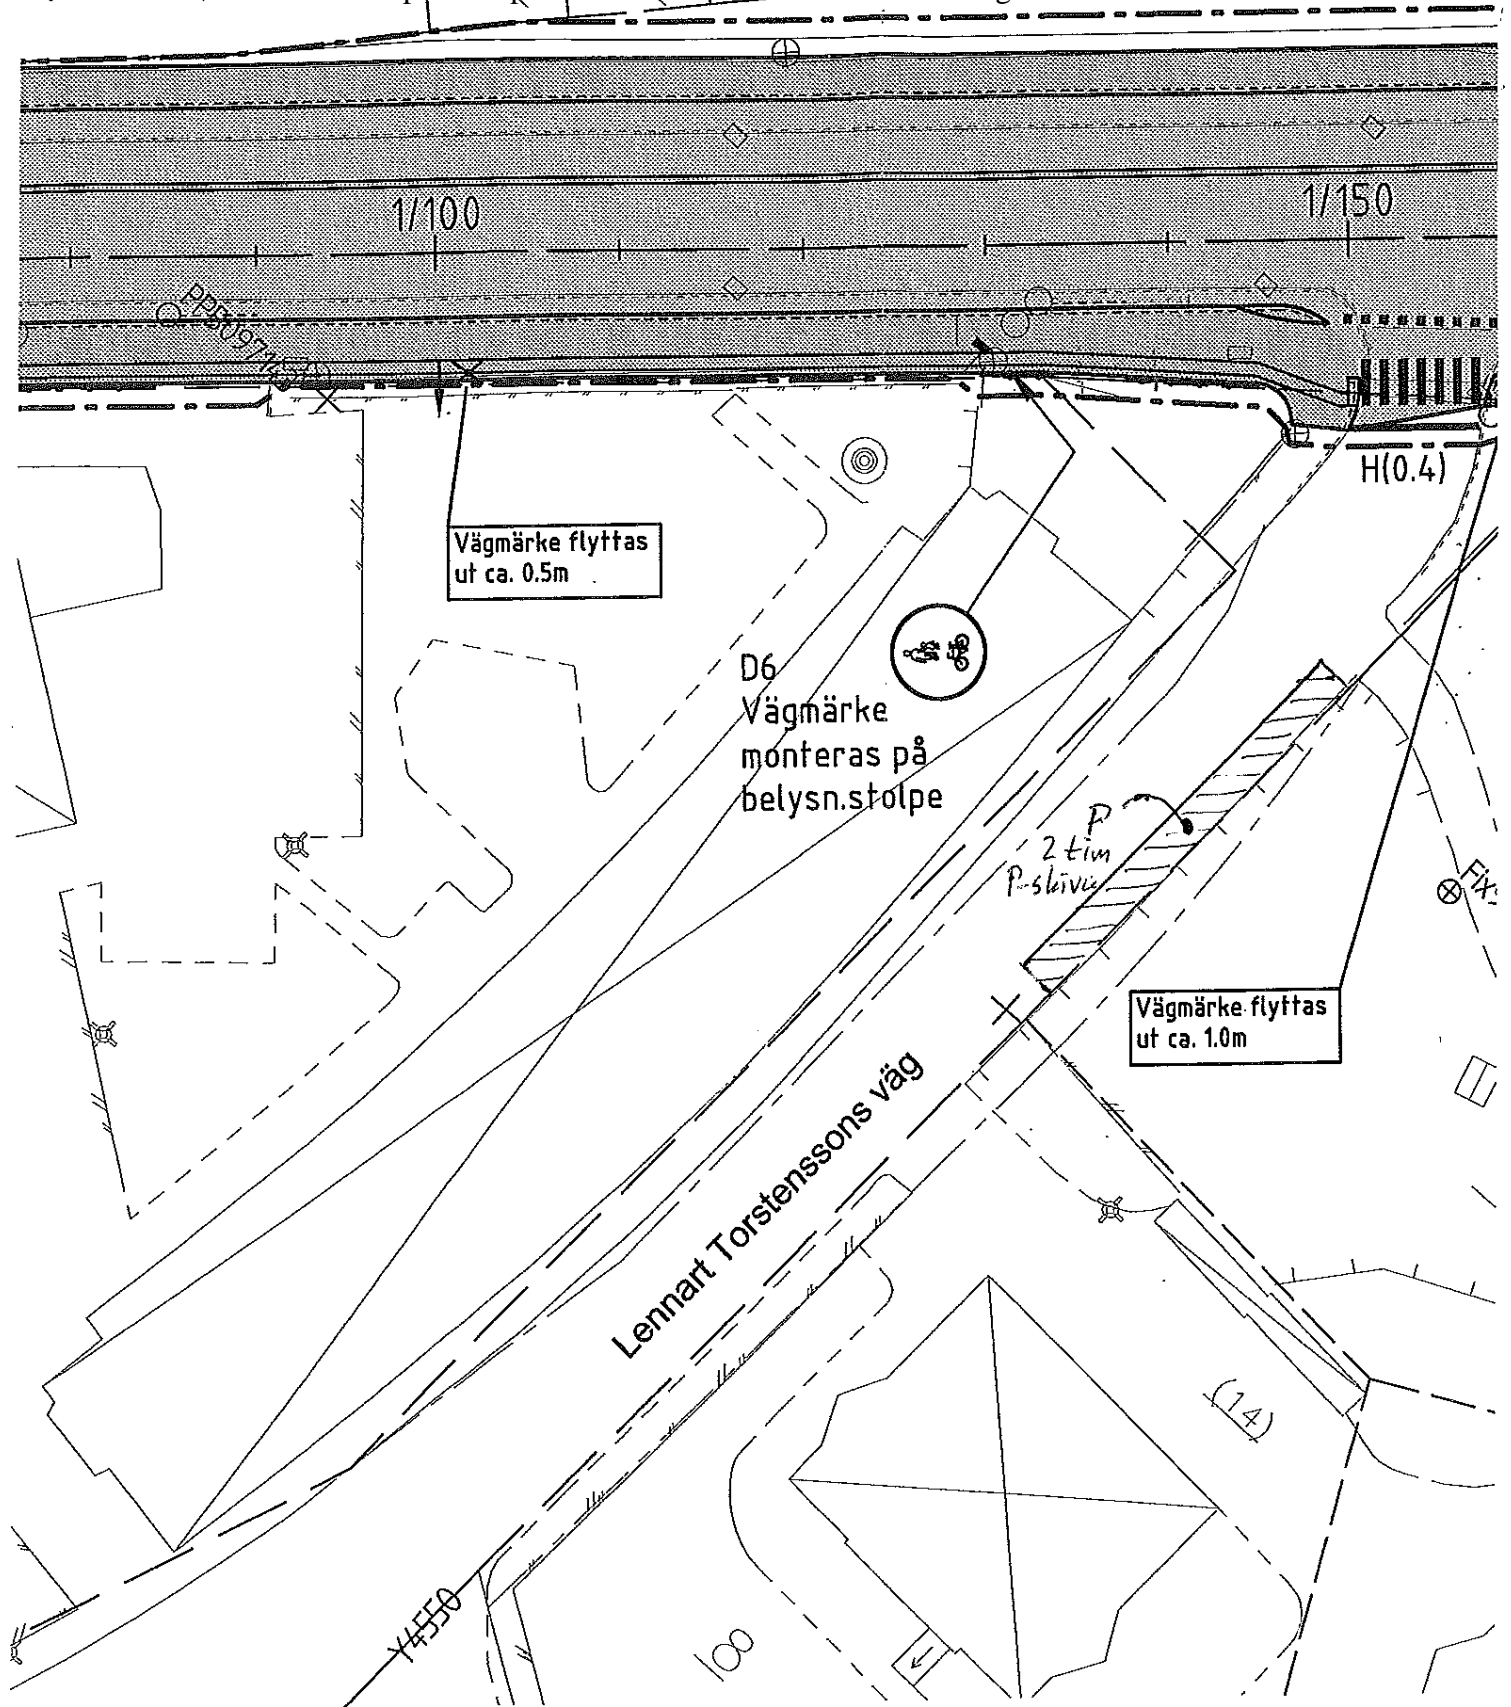 1/100
1/150
H(0.4)
Vägmärke flyttas
ut ca. 0.5m
D6
Vägmärke
monteras på
belysn.stolpe
P
2 tim
P-skiva
Vägmärke flyttas
ut ca. 1.0m
Lennart Torstenssons väg
(14)
Y4550